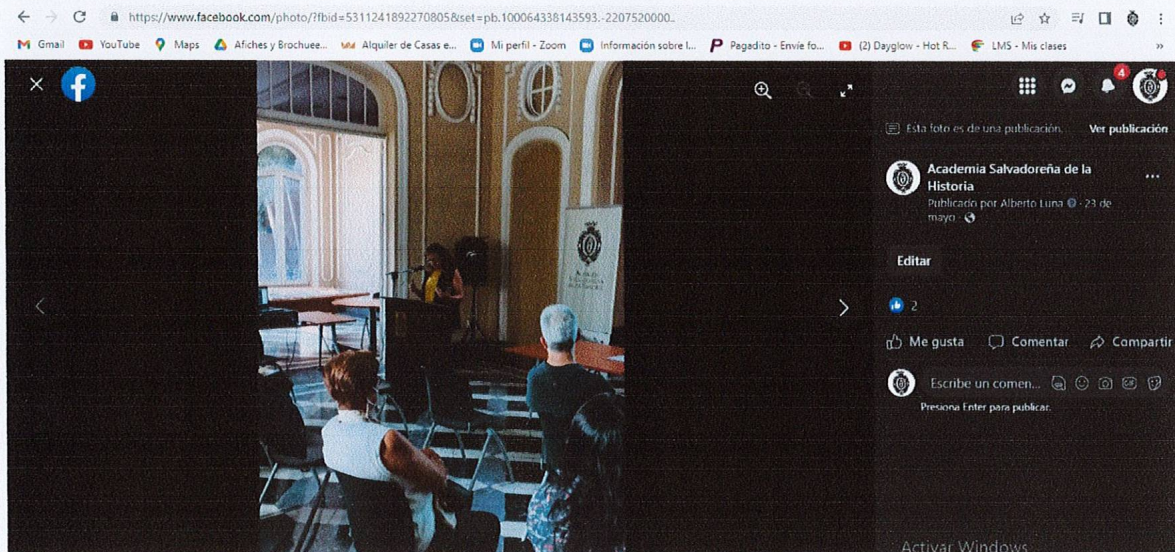 https://www.facebook.com/photo/?fbid=5311241892270805&set=pb.100064338143593.-2207520000..
Gmail YouTube Maps Afiches y Brochuee... Alquiler de Casas e... Mi perfil - Zoom Información sobre l... Pagadito - Envíe fo... (2) Dayglow - Hot R... LMS - Mis clases »
4
Esta foto es de una publicación. Ver publicación
Academia Salvadoreña de la
Historia
Publicado por Alberto Luna · 23 de
mayo ·
Editar
2
Me gusta Comentar Compartir
Escribe un comen...
GIF
Presiona Enter para publicar.
Activar Windows